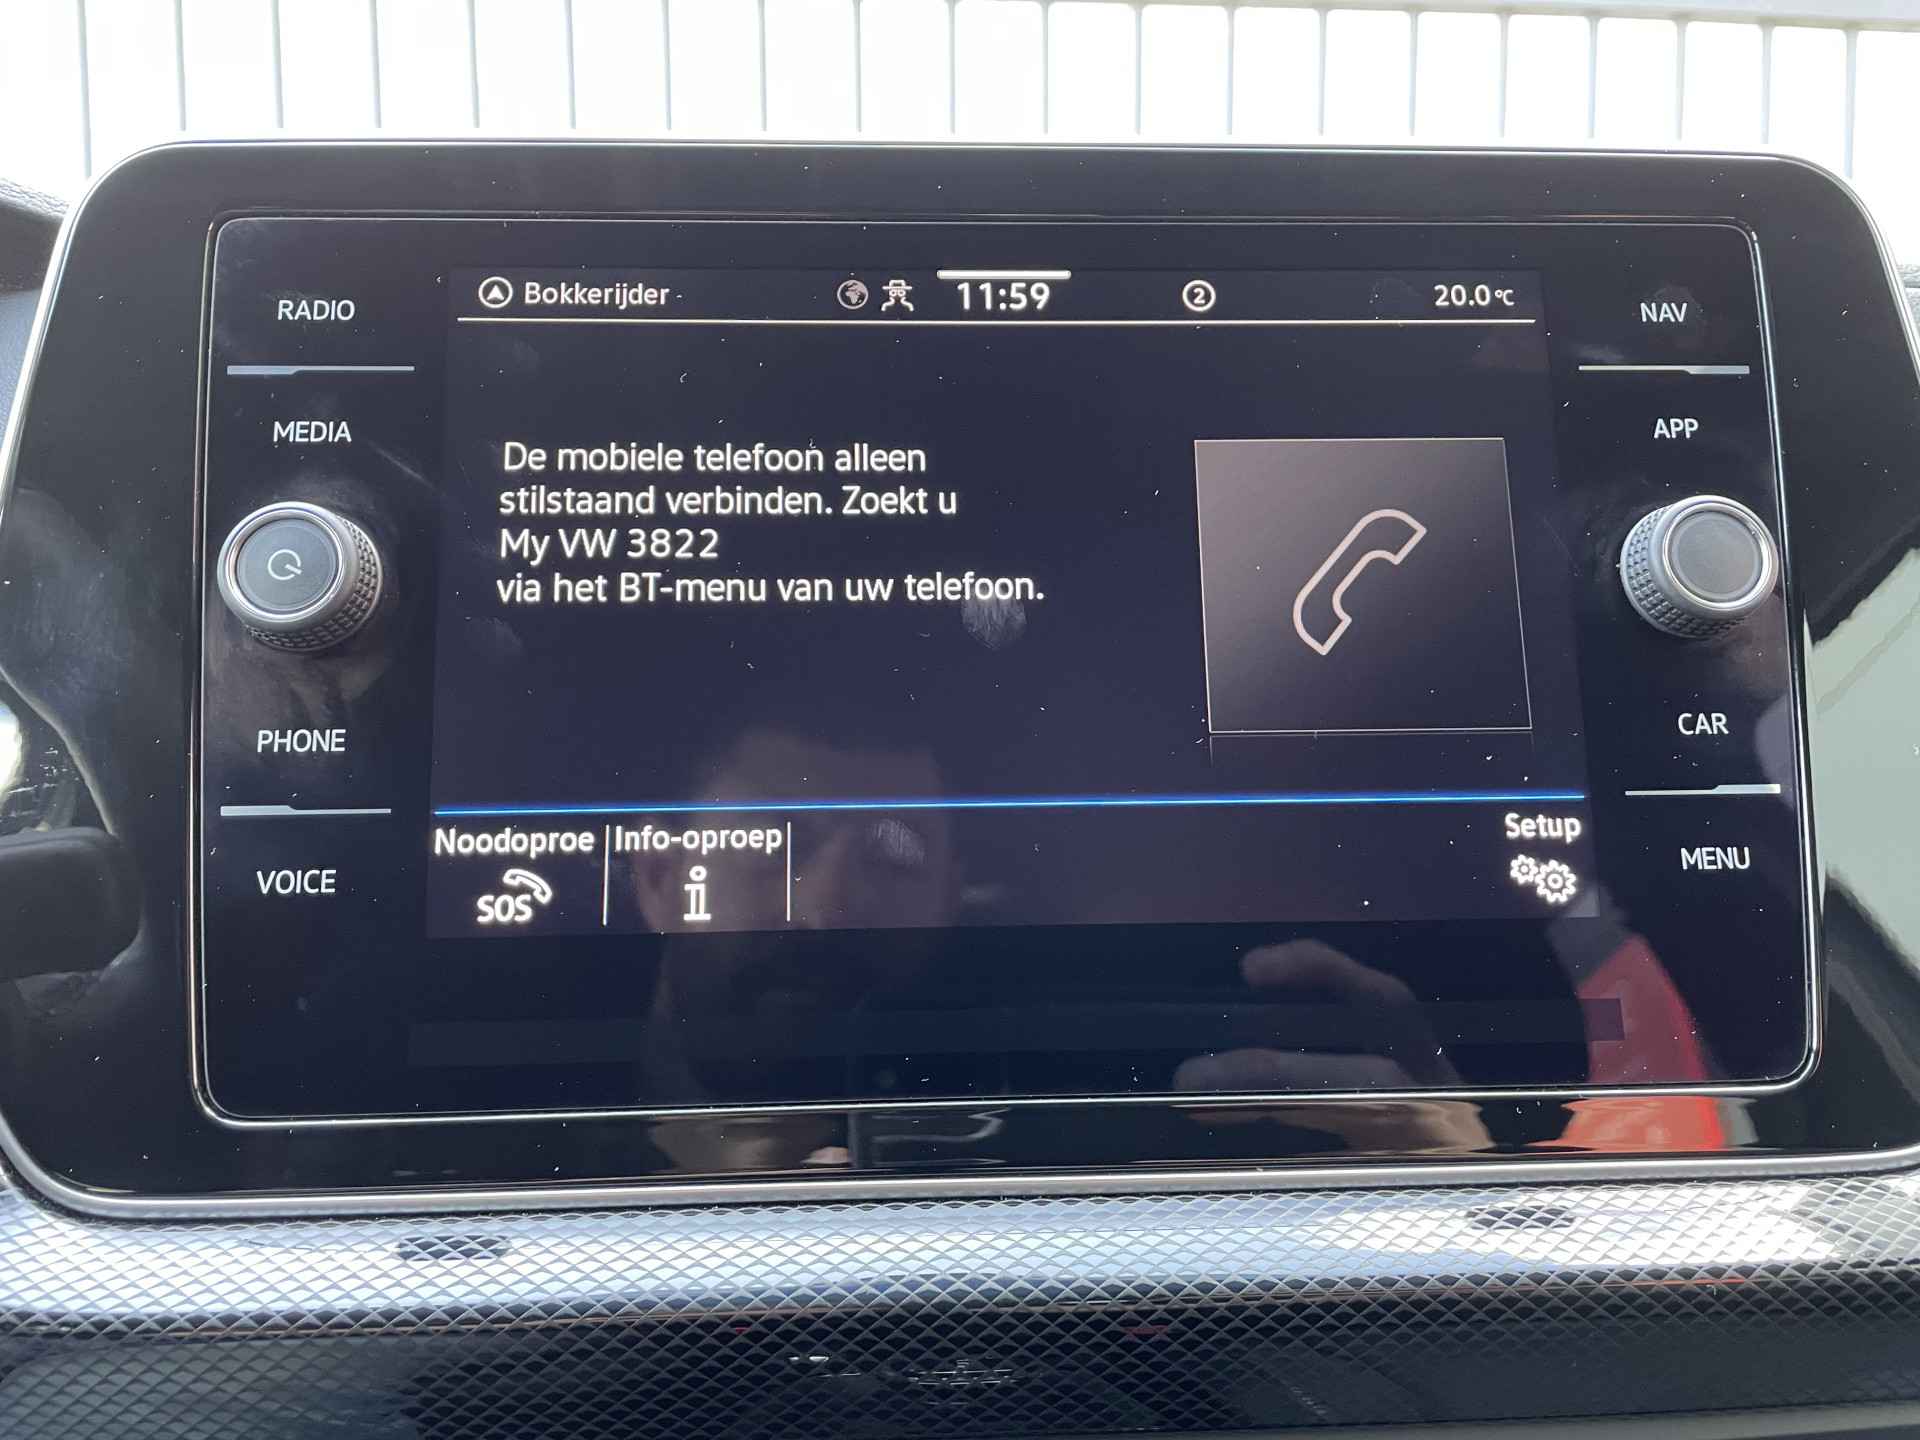 Bokkerijder
11:59
2
20.0°C
RADIO
MEDIA
PHONE
VOICE
De mobiele telefoon alleen
stilstaand verbinden. Zoekt u
My VW 3822
via het BT-menu van uw telefoon.
Noodoproe
SOS
Info-oproep
i
Setup
NAV
APP
CAR
MENU